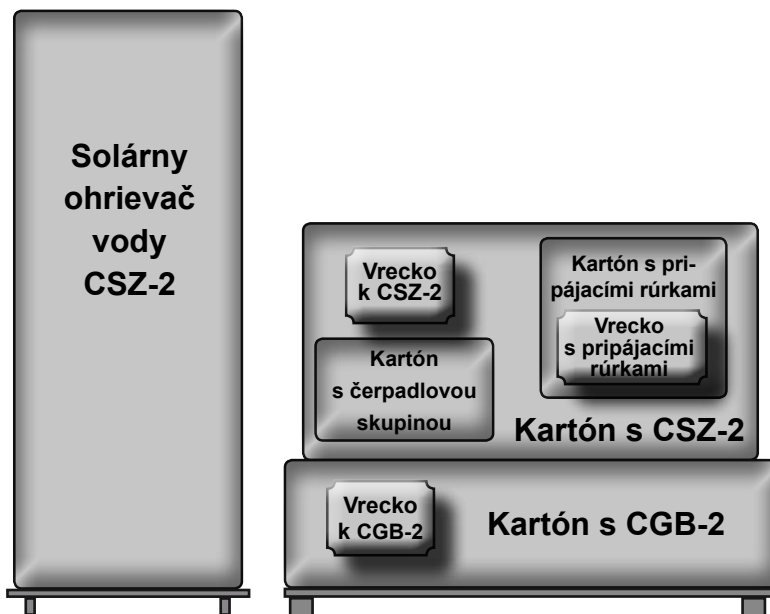 Solárny
ohrievač
vody
CSZ-2
Vrecko
k CSZ-2
Kartón s pri-
pájacími rúrkami
Vrecko
s pripájacími
rúrkami
Kartón
s čerpadlovou
skupinou
Kartón s CSZ-2
Vrecko
k CGB-2
Kartón s CGB-2